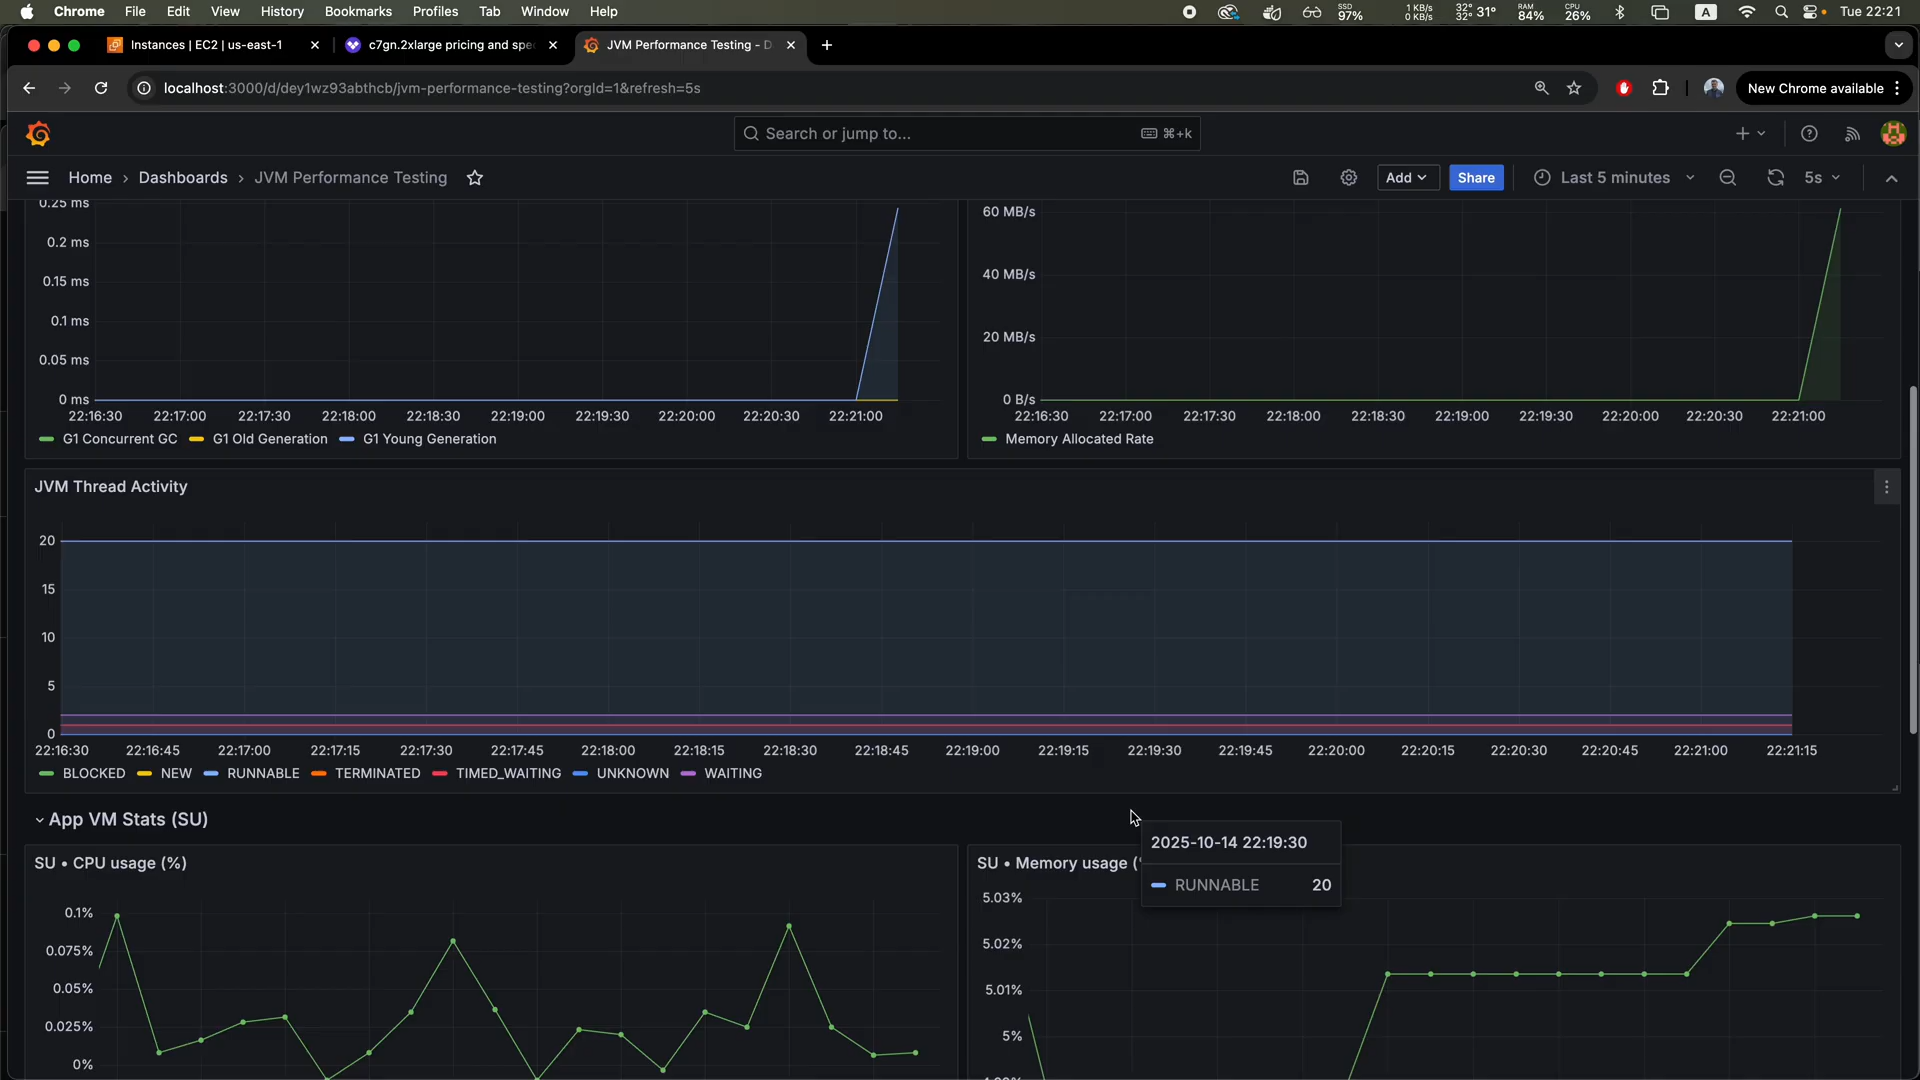 Chrome File Edit View History Bookmarks Profiles Tab Window Help SSD 97% 1 KB/s 0 KB/s 32° 32° 31° RAM 84% CPU 26% A Tue 22:21
Instances | EC2 | us-east-1 c7gn.2xlarge pricing and spe JVM Performance Testing - D
localhost:3000/d/dey1wz93abthcb/jvm-performance-testing?orgId=1&refresh=5s New Chrome available
Search or jump to... ⌘+k
Home › Dashboards › JVM Performance Testing Add Share Last 5 minutes 5s
0.25 ms
0.2 ms
0.15 ms
0.1 ms
0.05 ms
0 ms
22:16:30 22:17:00 22:17:30 22:18:00 22:18:30 22:19:00 22:19:30 22:20:00 22:20:30 22:21:00
G1 Concurrent GC G1 Old Generation G1 Young Generation
60 MB/s
40 MB/s
20 MB/s
0 B/s
22:16:30 22:17:00 22:17:30 22:18:00 22:18:30 22:19:00 22:19:30 22:20:00 22:20:30 22:21:00
Memory Allocated Rate
JVM Thread Activity
20
15
10
5
0
22:16:30 22:16:45 22:17:00 22:17:15 22:17:30 22:17:45 22:18:00 22:18:15 22:18:30 22:18:45 22:19:00 22:19:15 22:19:30 22:19:45 22:20:00 22:20:15 22:20:30 22:20:45 22:21:00 22:21:15
BLOCKED NEW RUNNABLE TERMINATED TIMED_WAITING UNKNOWN WAITING
App VM Stats (SU)
2025-10-14 22:19:30
RUNNABLE 20
SU • CPU usage (%)
0.1%
0.075%
0.05%
0.025%
0%
SU • Memory usage
5.03%
5.02%
5.01%
5%